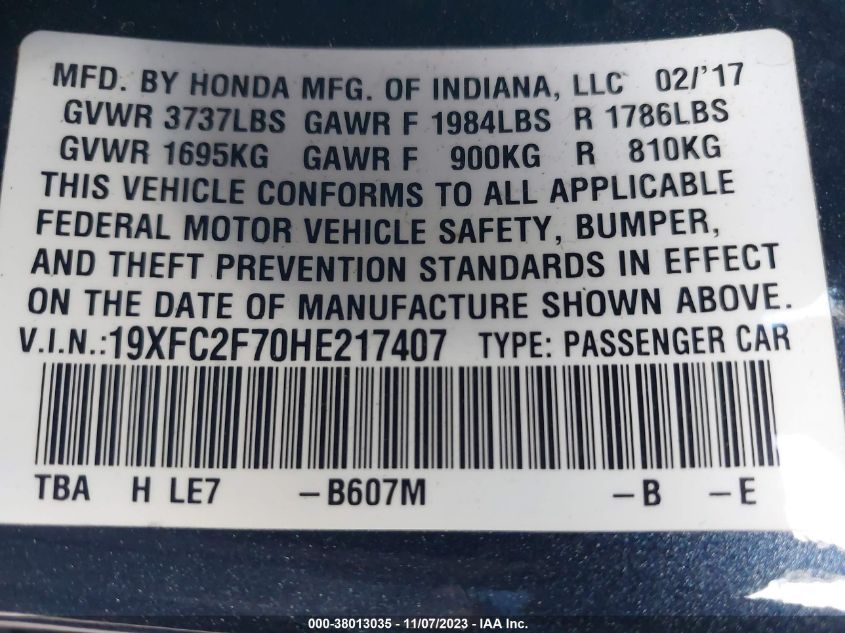 MFD. BY HONDA MFG. OF INDIANA, LLC 02/'17
GVWR 3737LBS GAWR F 1984LBS R 1786LBS
GVWR 1695KG GAWR F 900KG R 810KG
THIS VEHICLE CONFORMS TO ALL APPLICABLE
FEDERAL MOTOR VEHICLE SAFETY, BUMPER,
AND THEFT PREVENTION STANDARDS IN EFFECT
ON THE DATE OF MANUFACTURE SHOWN ABOVE.
V.I.N.:19XFC2F70HE217407 TYPE: PASSENGER CAR
TBA H LE7 –B607M –B –E
000-38013035 - 11/07/2023 - IAA Inc.